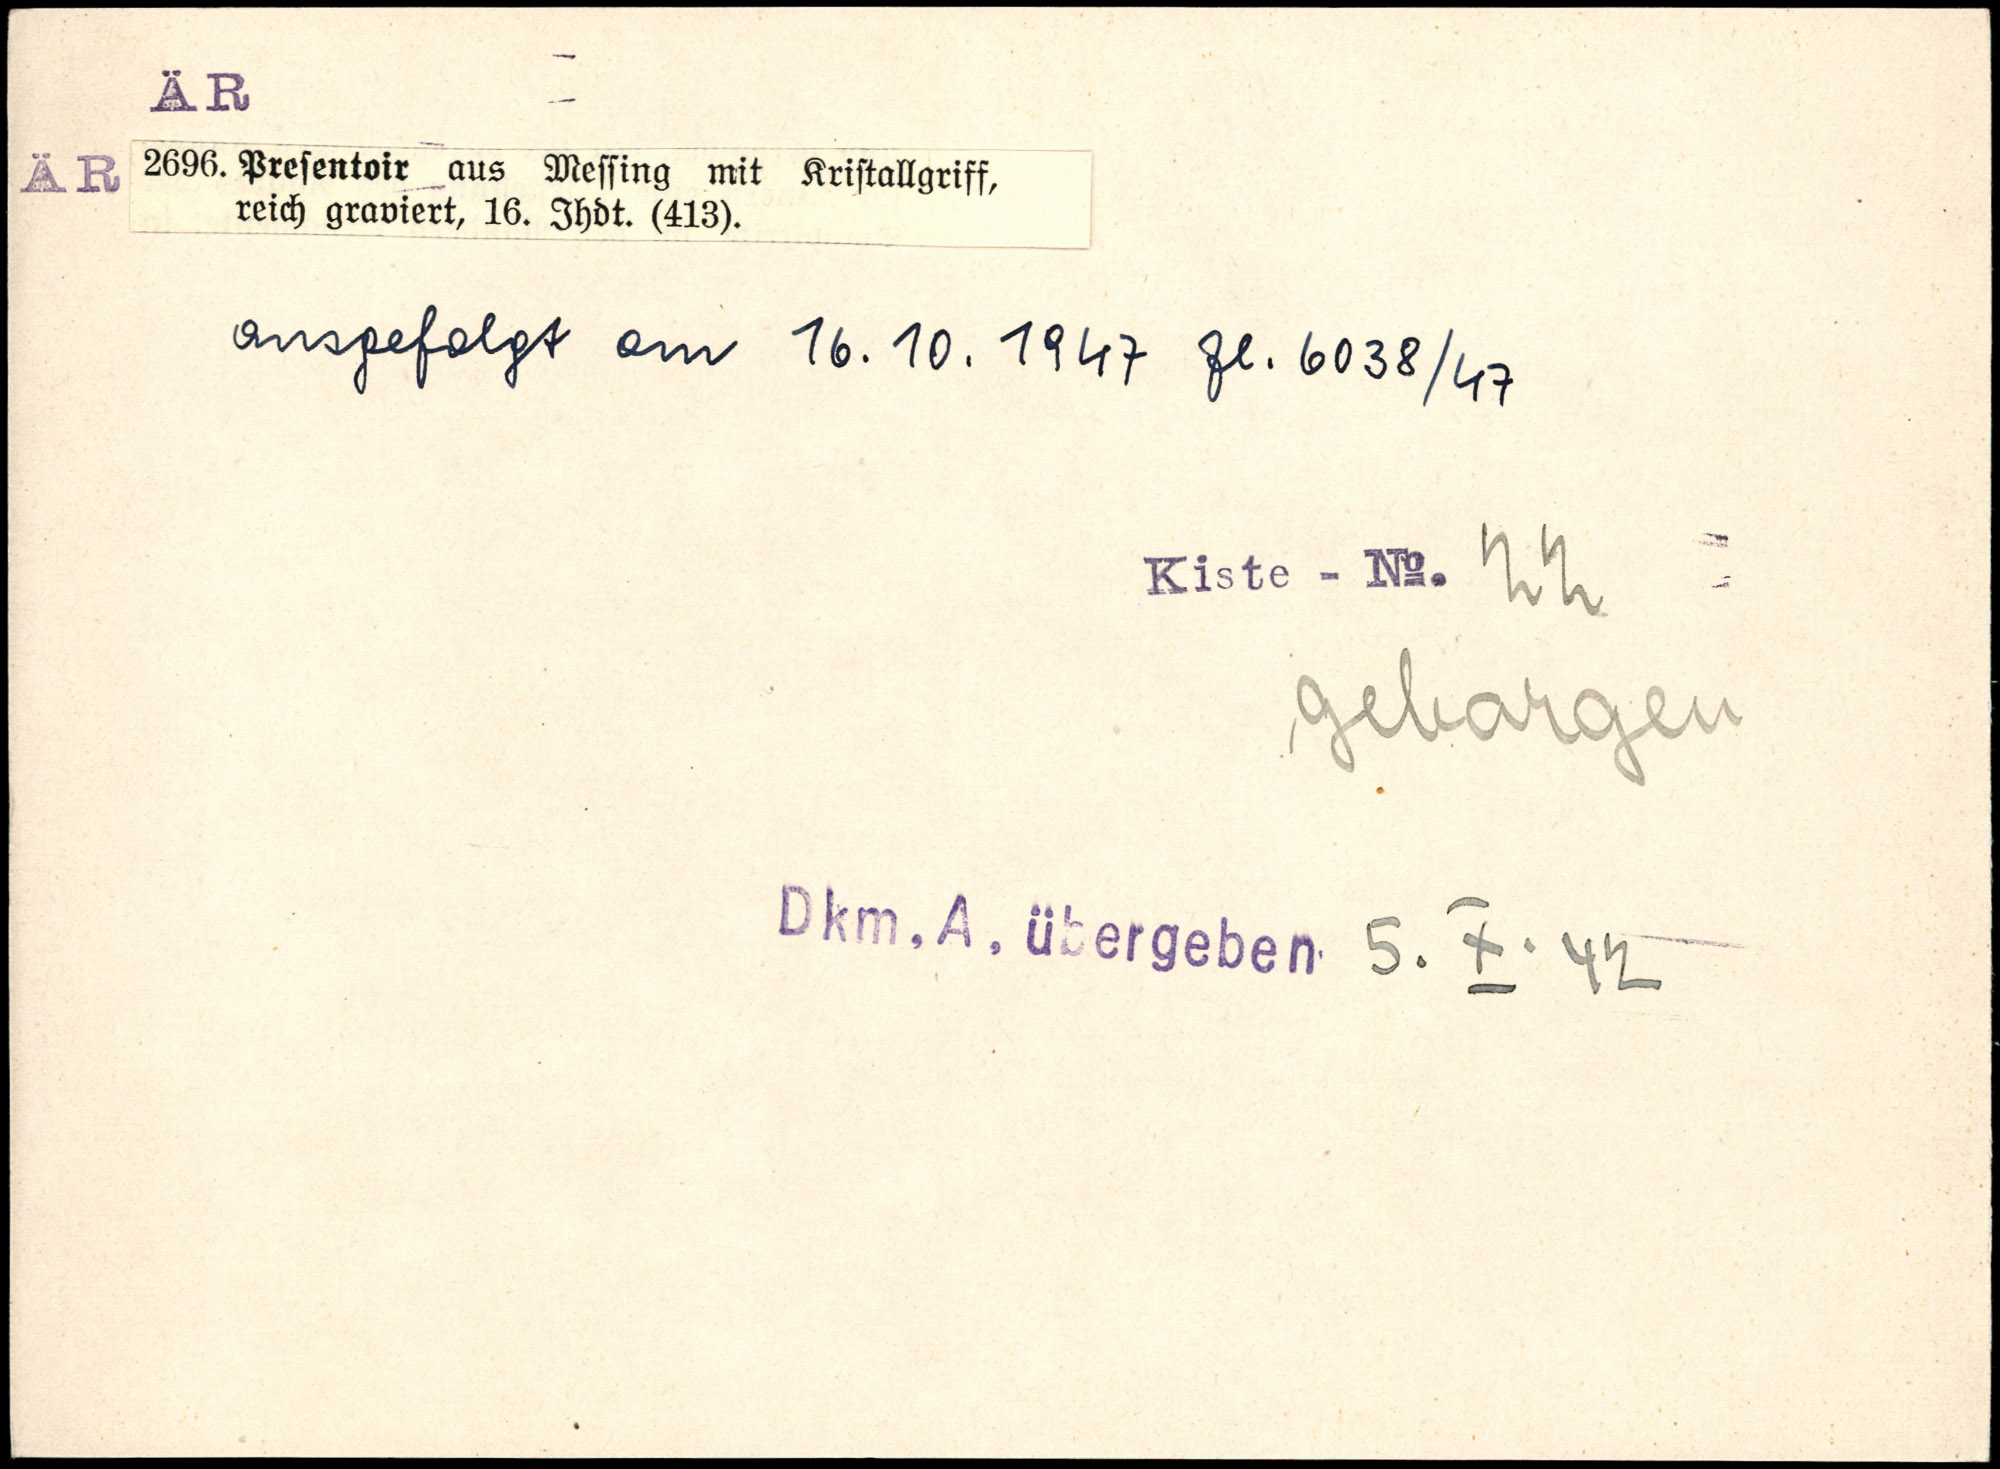 ÄR
ÄR 2696. Presentoir aus Messing mit Kristallgriff,
reich graviert, 16. Jhdt. (413).
ausgefolgt am 16.10.1947 Zl. 6038/47
Kiste - No. 22
geborgen
Dkm. A. übergeben 5. X. 42